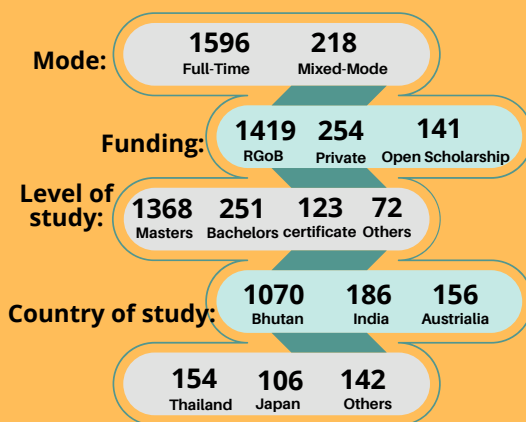 Mode:
1596 218
Full-Time Mixed-Mode
Funding:
1419 254 141
RGoB Private Open Scholarship
Level of
study:
1368 251 123 72
Masters Bachelors certificate Others
Country of study:
1070 186 156
Bhutan India Austrialia
154 106 142
Thailand Japan Others